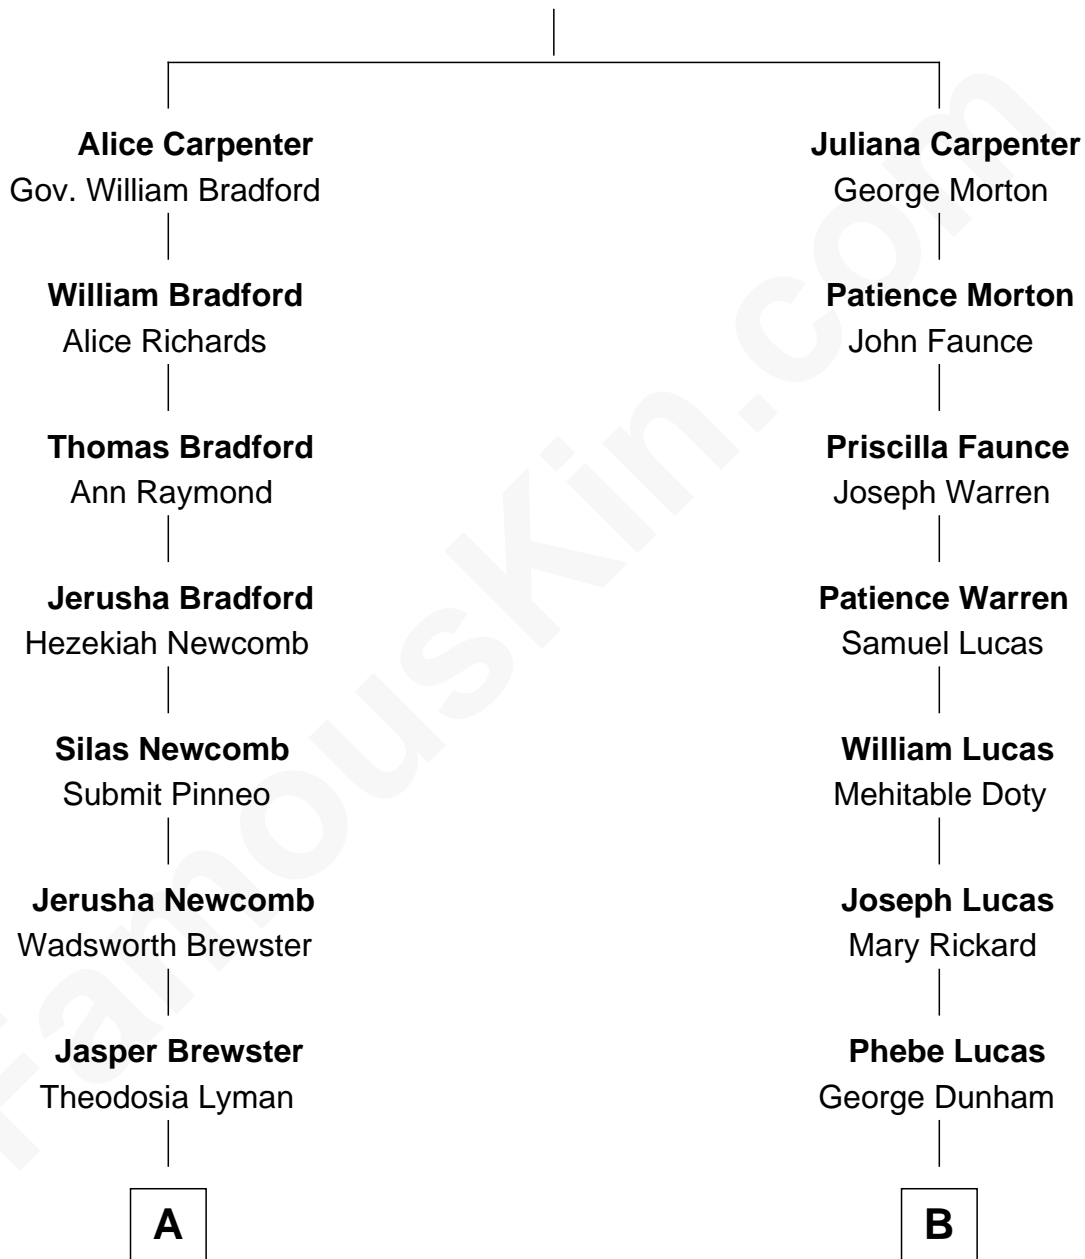 Alice Carpenter
Gov. William Bradford
Juliana Carpenter
George Morton
William Bradford
Alice Richards
Patience Morton
John Faunce
Thomas Bradford
Ann Raymond
Priscilla Faunce
Joseph Warren
Jerusha Bradford
Hezekiah Newcomb
Patience Warren
Samuel Lucas
Silas Newcomb
Submit Pinneo
William Lucas
Mehitable Doty
Jerusha Newcomb
Wadsworth Brewster
Joseph Lucas
Mary Rickard
Jasper Brewster
Theodosia Lyman
Phebe Lucas
George Dunham
A
B
FamousKin.com